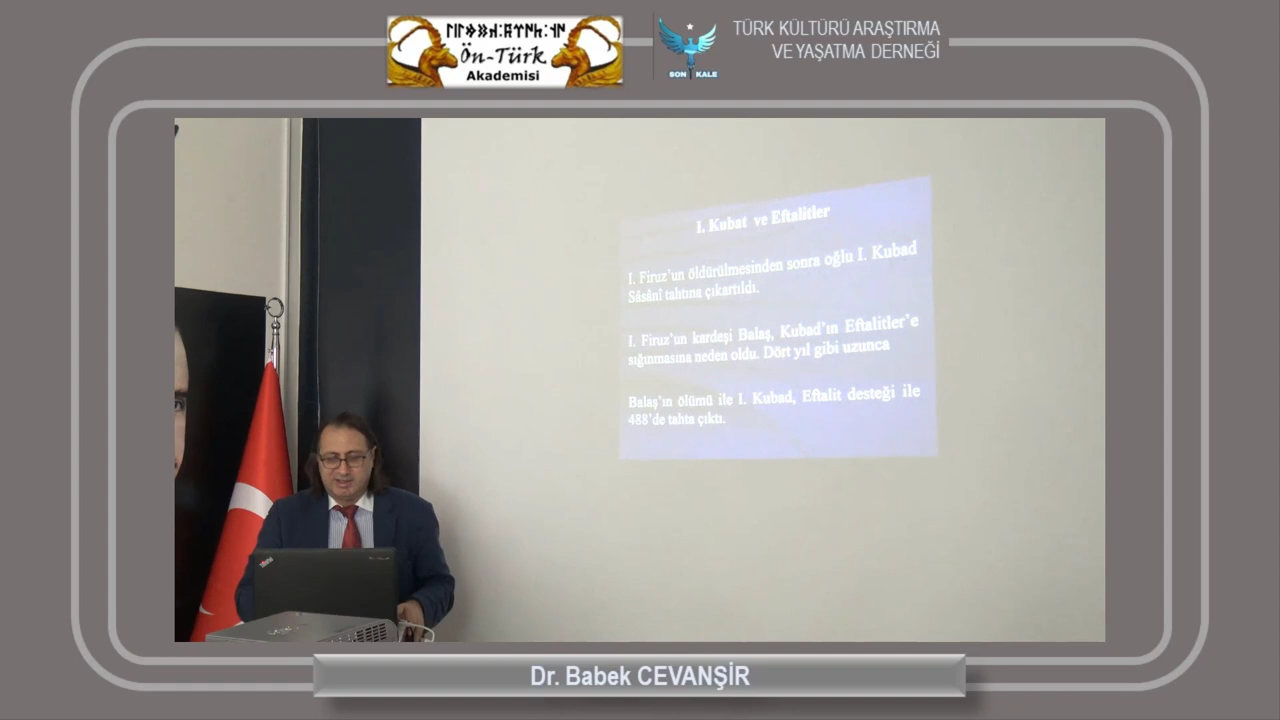 Ön-Türk
Akademisi
SON KALE
TÜRK KÜLTÜRÜ ARAŞTIRMA
VE YAŞATMA DERNEĞİ
I. Kubat ve Eftalitler
I. Firuz'un öldürülmesinden sonra oğlu I. Kubad
Sâsânî tahtına çıkartıldı.
I. Firuz'un kardeşi Balaş, Kubad'ın Eftalitler'e
sığınmasına neden oldu. Dört yıl gibi uzunca
Balaş'ın ölümü ile I. Kubad, Eftalit desteği ile
488'de tahta çıktı.
Dr. Babek CEVANŞİR